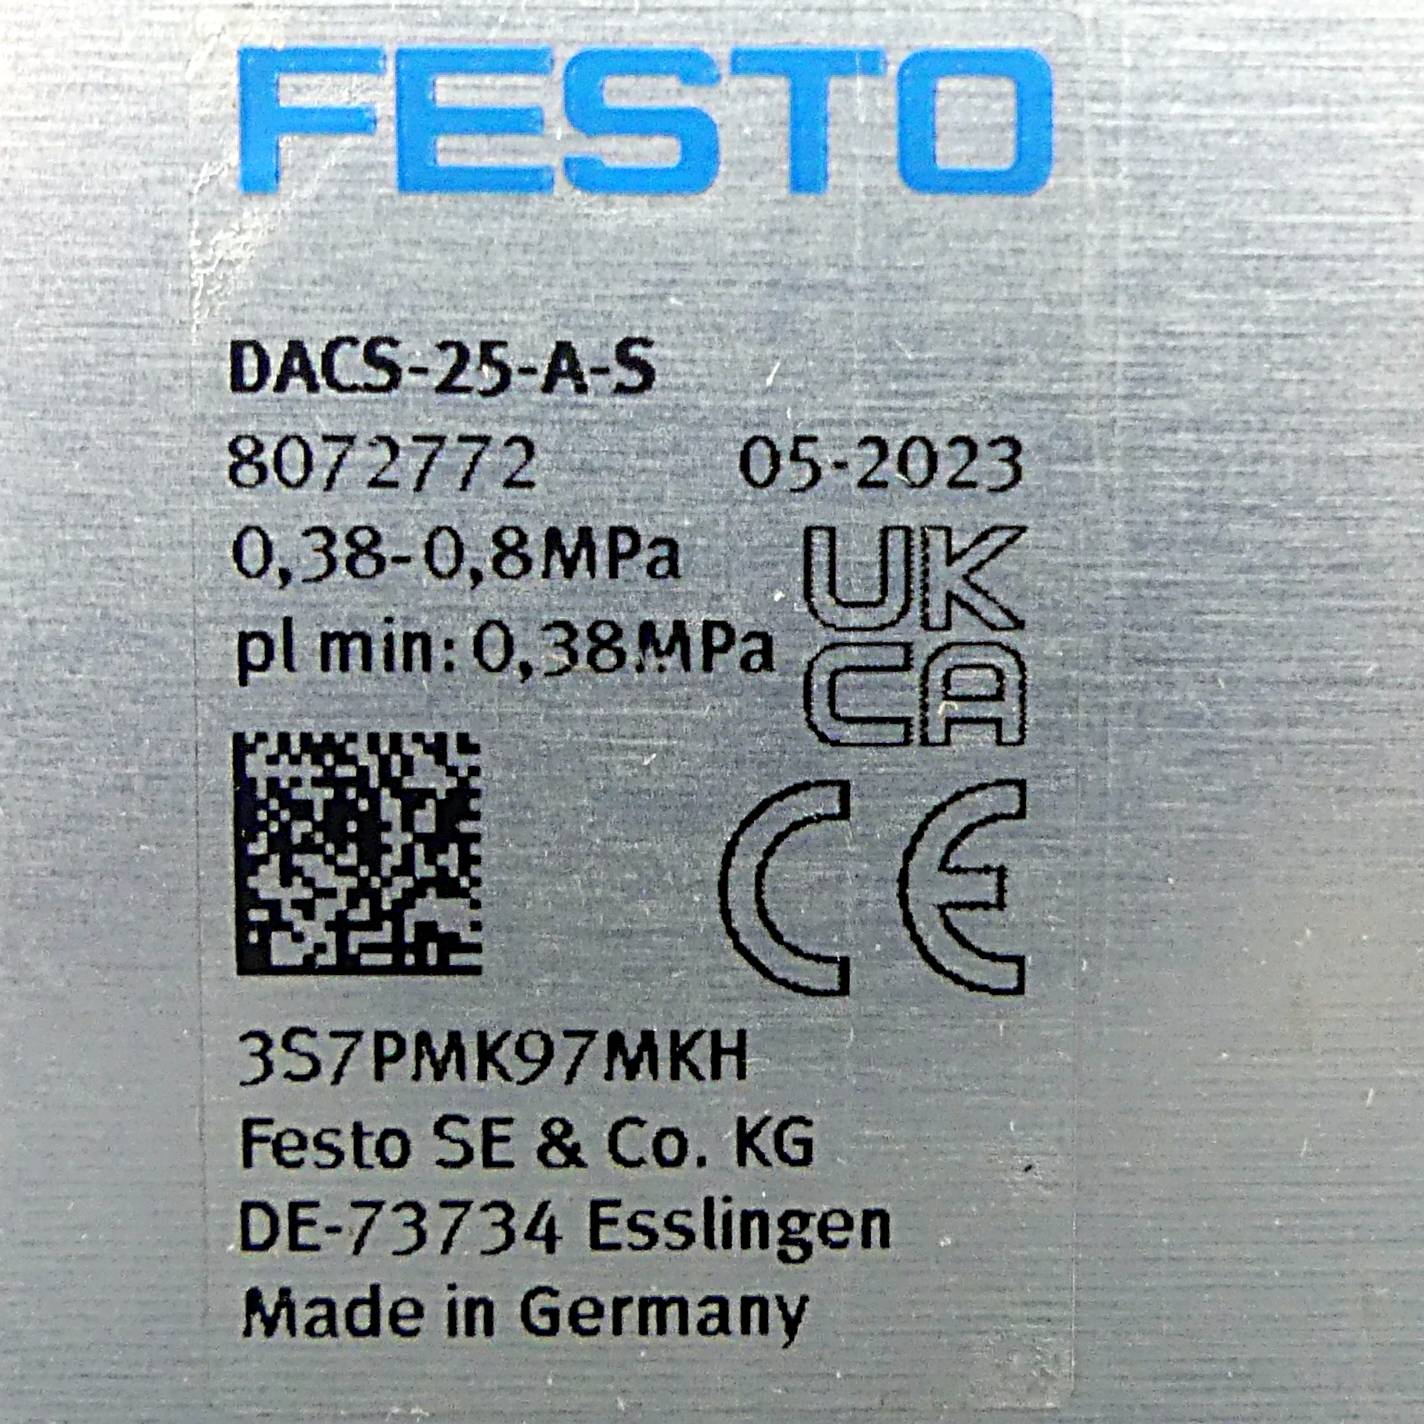 FESTO
DACS-25-A-S
8072772 05-2023
0,38-0,8MPa
pl min: 0,38MPa
UK
CA
CE
3S7PMK97MKH
Festo SE & Co. KG
DE-73734 Esslingen
Made in Germany